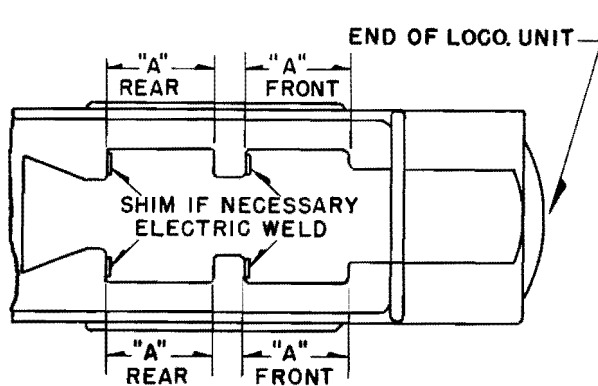 END OF LOCO. UNIT
"A" "A"
REAR FRONT
SHIM IF NECESSARY
ELECTRIC WELD
"A" "A"
REAR FRONT